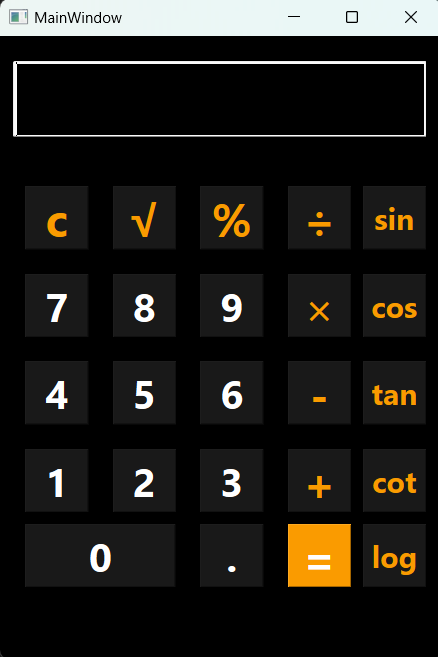 MainWindow
c √ % ÷ sin
7 8 9 × cos
4 5 6 - tan
1 2 3 + cot
0 . = log